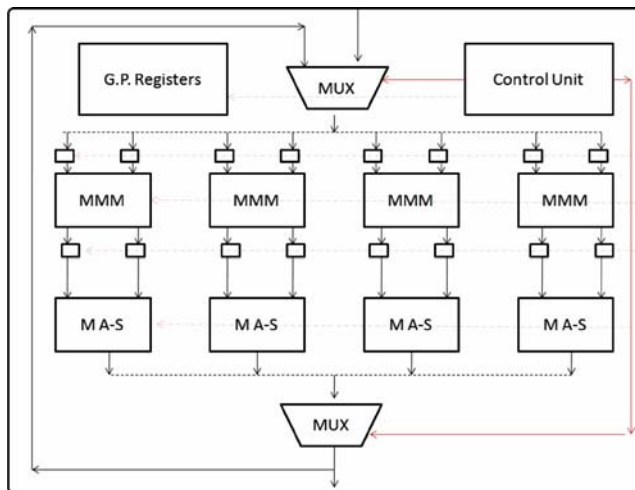 G.P. Registers
MUX
Control Unit
MMM
MMM
MMM
MMM
M A-S
M A-S
M A-S
M A-S
MUX